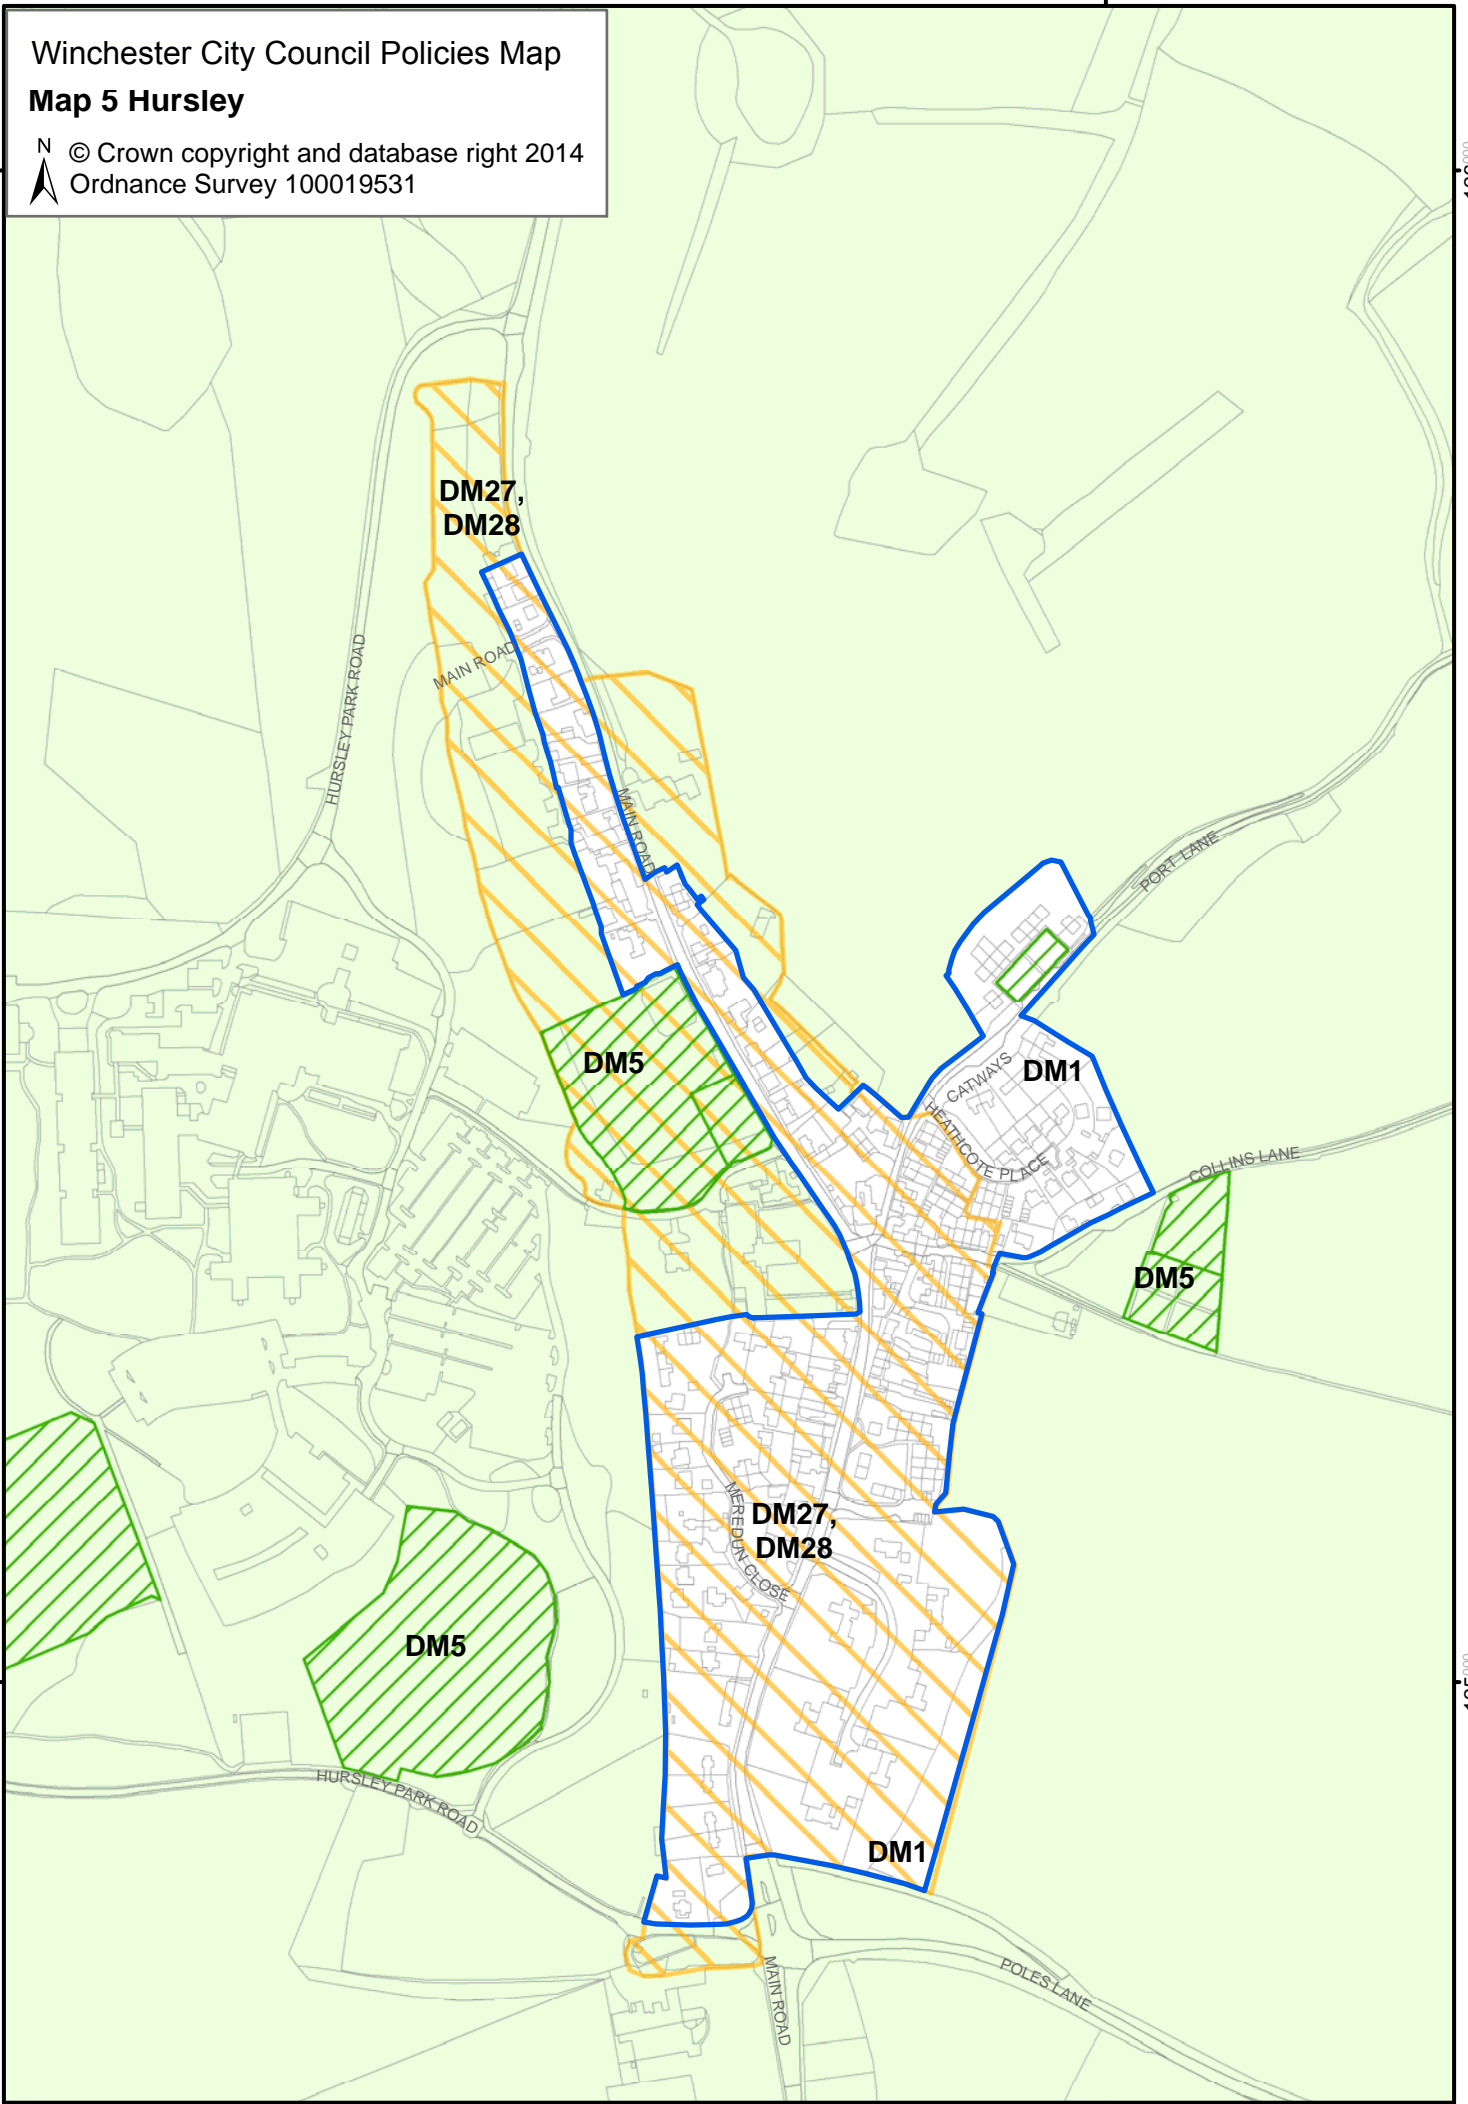 Winchester City Council Policies Map
Map 5 Hursley
N
© Crown copyright and database right 2014
Ordnance Survey 100019531
DM27,
DM28
MAIN ROAD
HURSLEY PARK ROAD
MAIN ROAD
PORT LANE
DM5
CATWAYS
DM1
HEATHCOTE PLACE
COLLINS LANE
DM5
MEREDUN CLOSE
DM27,
DM28
DM5
HURSLEY PARK ROAD
DM1
MAIN ROAD
POLES LANE